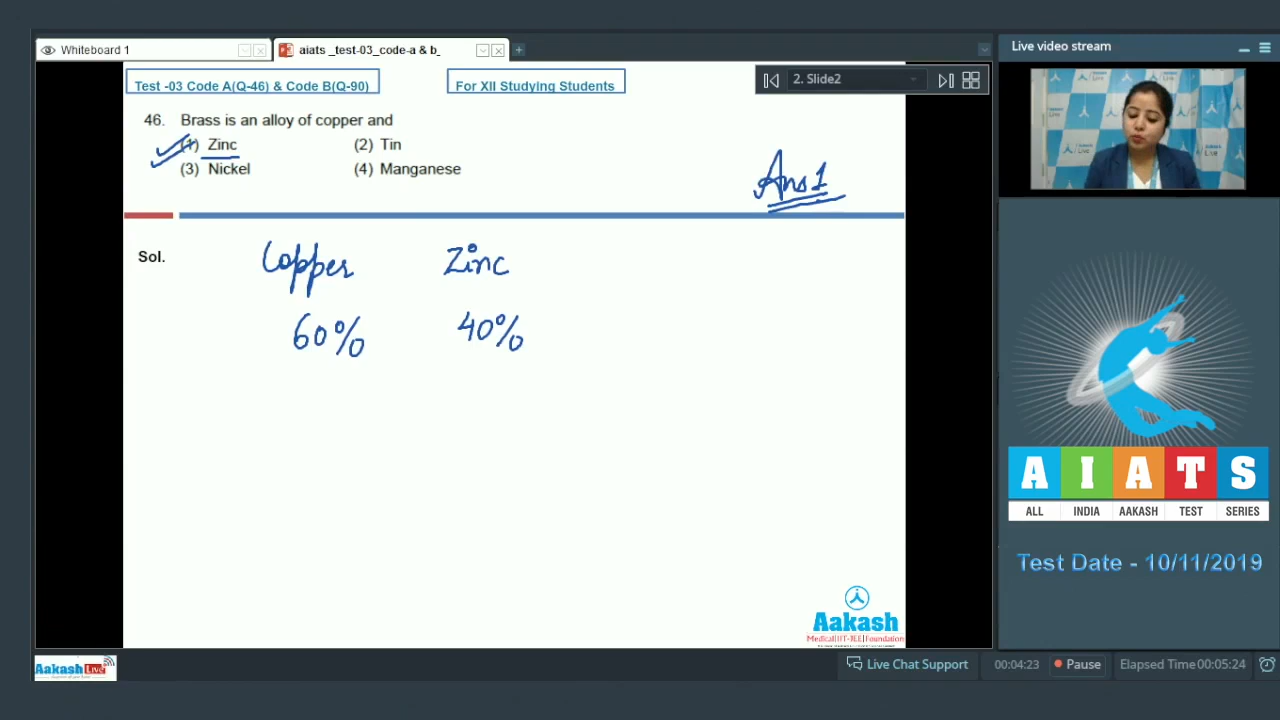 Whiteboard 1
aiats _test-03_code-a & b_
Live video stream
Test -03 Code A(Q-46) & Code B(Q-90)
For XII Studying Students
2. Slide2
46. Brass is an alloy of copper and
(1) Zinc (2) Tin
(3) Nickel (4) Manganese
Ans 1
Sol.
Copper Zinc
60% 40%
A I A T S
ALL INDIA AAKASH TEST SERIES
Test Date - 10/11/2019
Aakash
Medical|IIT-JEE|Foundation
Aakash Live
Live Chat Support
00:04:23
Pause
Elapsed Time 00:05:24